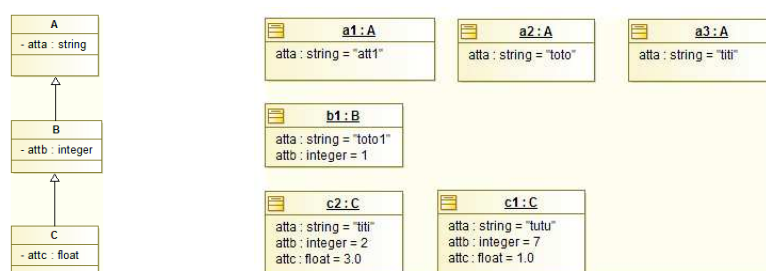 A
- atta : string
B
- attb : integer
C
- attc : float
a1 : A
atta : string = "att1"
a2 : A
atta : string = "toto"
a3 : A
atta : string = "titi"
b1 : B
atta : string = "toto1"
attb : integer = 1
c2 : C
atta : string = "titi"
attb : integer = 2
attc : float = 3.0
c1 : C
atta : string = "tutu"
attb : integer = 7
attc : float = 1.0